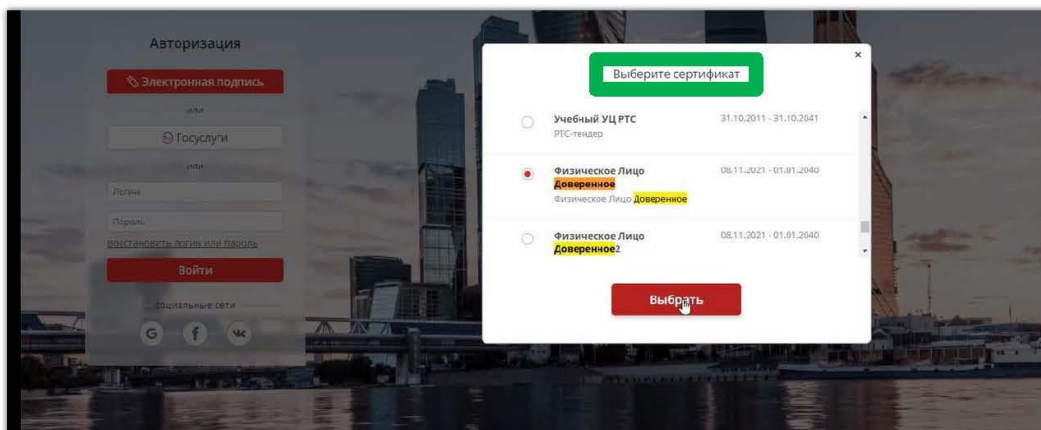 Авторизация
Электронная подпись
или
Госуслуги
или
Логин
Пароль
Восстановить логин или пароль
Войти
социальные сети
G f
Выберите сертификат
×
Учебный УЦ РТС 31.10.2011 - 31.10.2041
РТС-тендер
Физическое Лицо 08.11.2021 - 01.01.2040
Доверенное
Физическое Лицо Доверенное
Физическое Лицо 08.11.2021 - 01.01.2040
Доверенное2
Выбрать